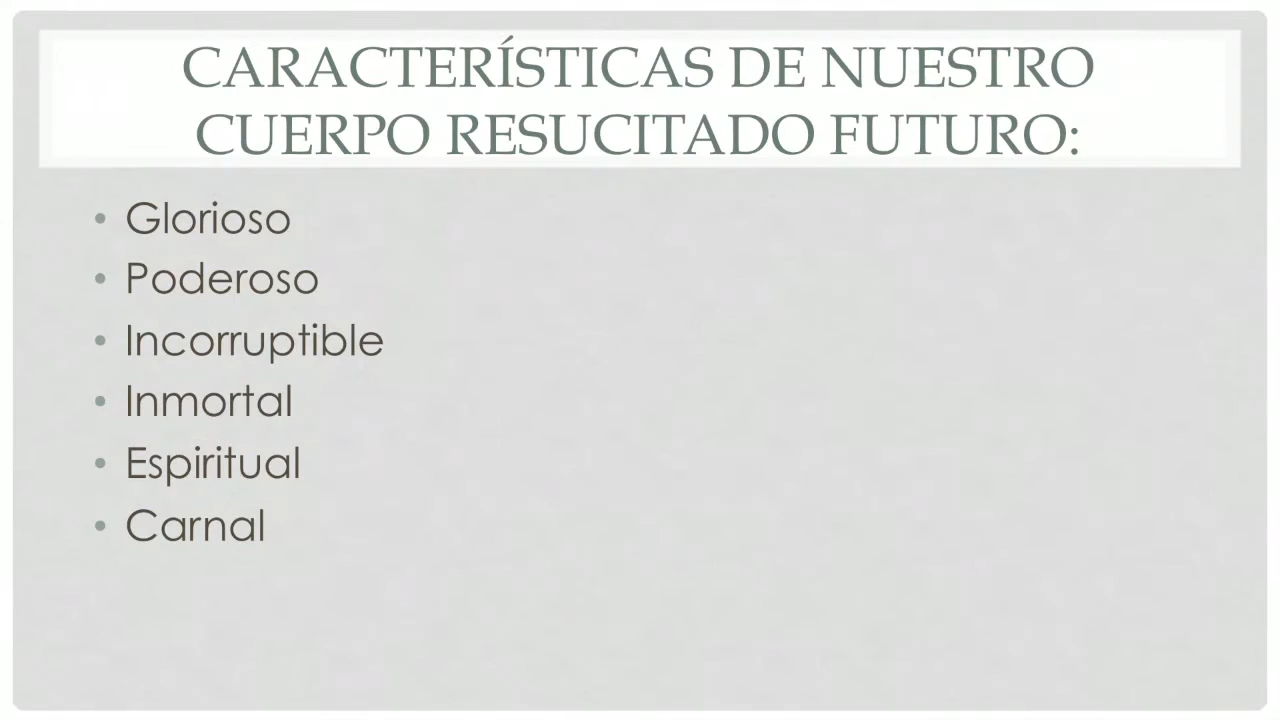 CARACTERÍSTICAS DE NUESTRO
CUERPO RESUCITADO FUTURO:
• Glorioso
• Poderoso
• Incorruptible
• Inmortal
• Espiritual
• Carnal